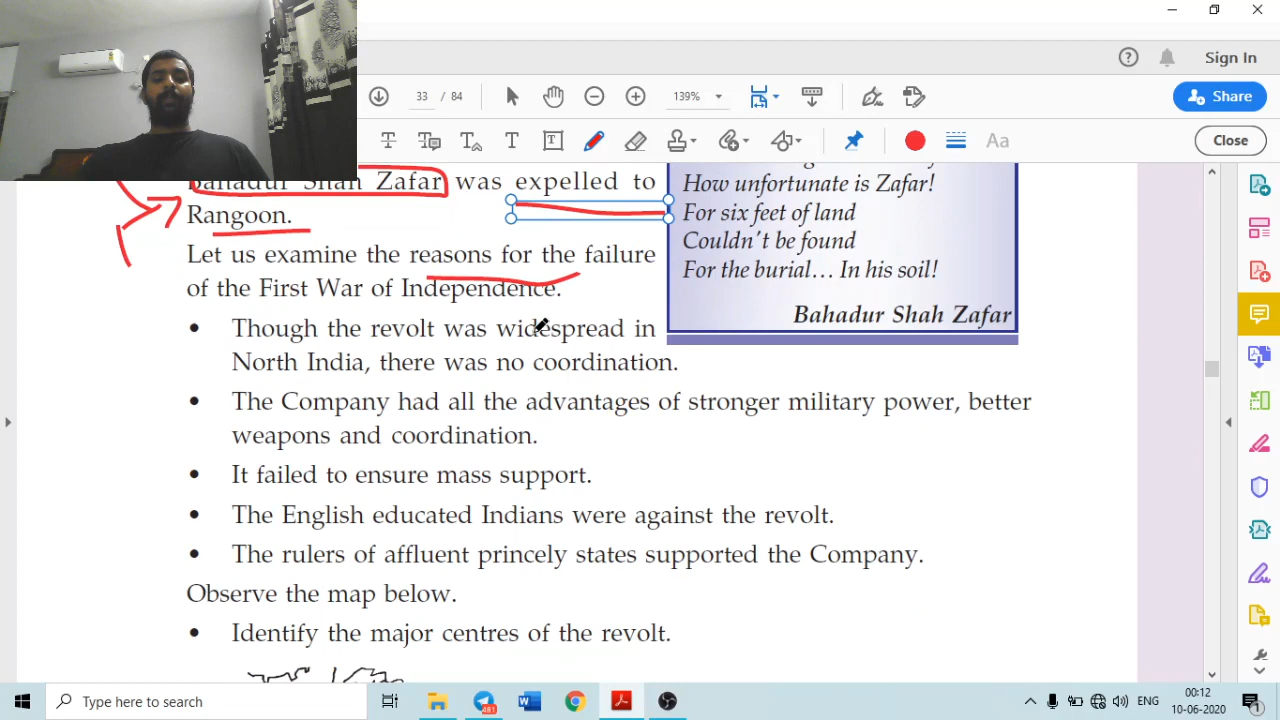 Sign In
33 / 84
139%
Share
Close
Bahadur Shah Zafar was expelled to
Rangoon.
Let us examine the reasons for the failure
of the First War of Independence.
• Though the revolt was widespread in
North India, there was no coordination.
• The Company had all the advantages of stronger military power, better
weapons and coordination.
• It failed to ensure mass support.
• The English educated Indians were against the revolt.
• The rulers of affluent princely states supported the Company.
Observe the map below.
• Identify the major centres of the revolt.
How unfortunate is Zafar!
For six feet of land
Couldn't be found
For the burial... In his soil!
Bahadur Shah Zafar
Type here to search
481
ENG
00:12
10-06-2020
1